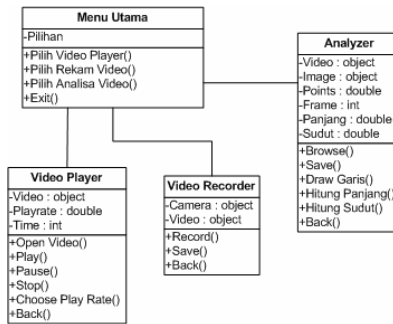 Menu Utama
-Pilihan
+Pilih Video Player()
+Pilih Rekam Video()
+Pilih Analisa Video()
+Exit()
Analyzer
-Video : object
-Image : object
-Points : double
-Frame : int
-Panjang : double
-Sudut : double
+Browse()
+Save()
+Draw Garis()
+Hitung Panjang()
+Hitung Sudut()
+Back()
Video Player
-Video : object
-Playrate : double
-Time : int
+Open Video()
+Play()
+Pause()
+Stop()
+Choose Play Rate()
+Back()
Video Recorder
-Camera : object
-Video : object
+Record()
+Save()
+Back()